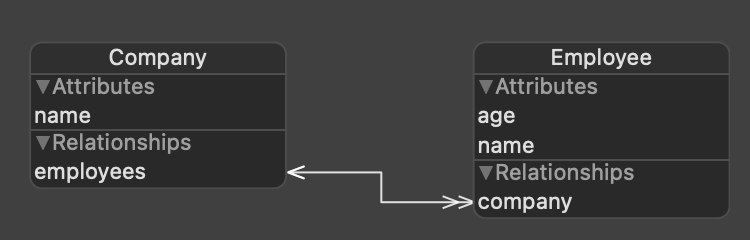 Company
▼Attributes
name
▼Relationships
employees
Employee
▼Attributes
age
name
▼Relationships
company